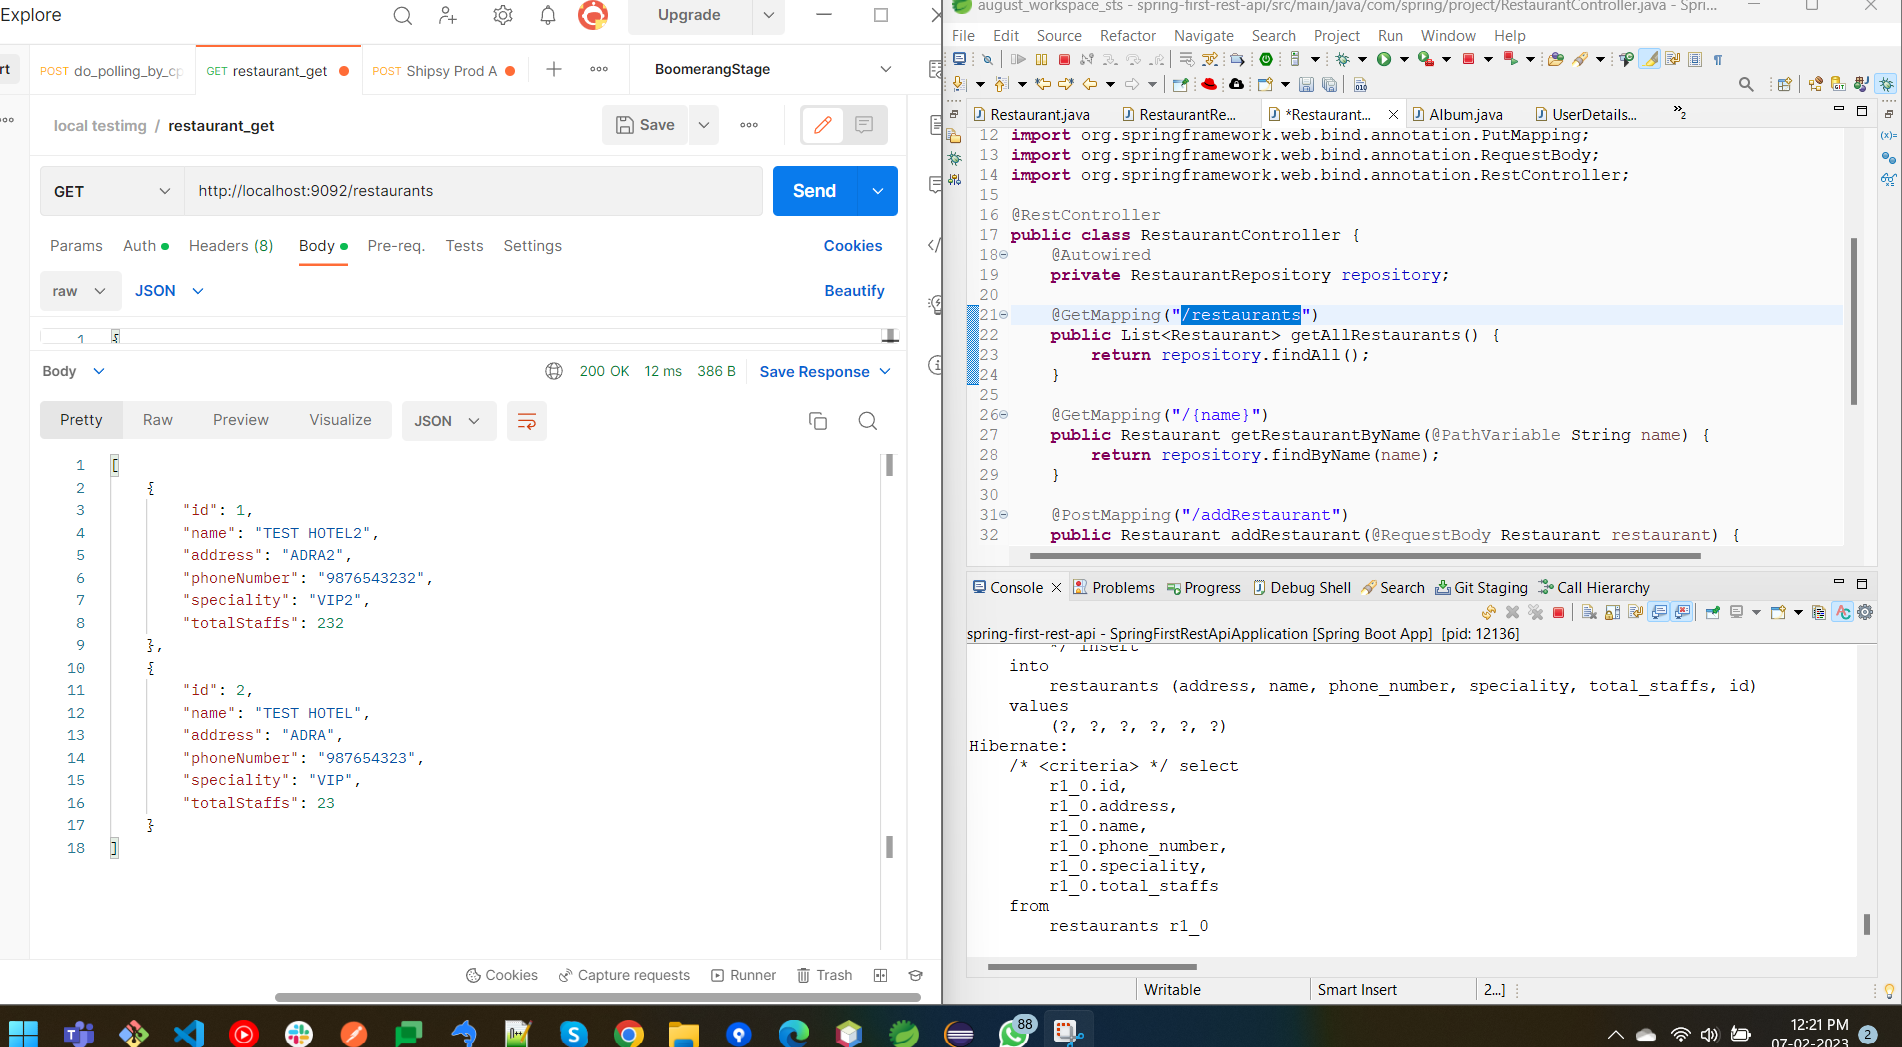 Explore
Upgrade
rt
POST do_polling_by_cp
GET restaurant_get
POST Shipsy Prod A
BoomerangStage
local testimg / restaurant_get
Save
GET
http://localhost:9092/restaurants
Send
Params Auth Headers (8) Body Pre-req. Tests Settings
Cookies
raw
JSON
Beautify
1 {
Body
200 OK 12 ms 386 B Save Response
Pretty Raw Preview Visualize JSON
1 [
2 {
3 "id": 1,
4 "name": "TEST HOTEL2",
5 "address": "ADRA2",
6 "phoneNumber": "9876543232",
7 "speciality": "VIP2",
8 "totalStaffs": 232
9 },
10 {
11 "id": 2,
12 "name": "TEST HOTEL",
13 "address": "ADRA",
14 "phoneNumber": "987654323",
15 "speciality": "VIP",
16 "totalStaffs": 23
17 }
18 ]
Cookies Capture requests Runner Trash
august_workspace_sts - spring-first-rest-api/src/main/java/com/spring/project/RestaurantController.java - Spri...
File Edit Source Refactor Navigate Search Project Run Window Help
Restaurant.java RestaurantRe... *Restaurant... Album.java UserDetails... »2
12 import org.springframework.web.bind.annotation.PutMapping;
13 import org.springframework.web.bind.annotation.RequestBody;
14 import org.springframework.web.bind.annotation.RestController;
15
16 @RestController
17 public class RestaurantController {
18 @Autowired
19 private RestaurantRepository repository;
20
21 @GetMapping("/restaurants")
22 public List<Restaurant> getAllRestaurants() {
23 return repository.findAll();
24 }
25
26 @GetMapping("/{name}")
27 public Restaurant getRestaurantByName(@PathVariable String name) {
28 return repository.findByName(name);
29 }
30
31 @PostMapping("/addRestaurant")
32 public Restaurant addRestaurant(@RequestBody Restaurant restaurant) {
Console Problems Progress Debug Shell Search Git Staging Call Hierarchy
spring-first-rest-api - SpringFirstRestApiApplication [Spring Boot App] [pid: 12136]
*/ insert
into
restaurants (address, name, phone_number, speciality, total_staffs, id)
values
(?, ?, ?, ?, ?, ?)
Hibernate:
/* <criteria> */ select
r1_0.id,
r1_0.address,
r1_0.name,
r1_0.phone_number,
r1_0.speciality,
r1_0.total_staffs
from
restaurants r1_0
Writable
Smart Insert
2...]
88
12:21 PM
07-02-2023
2